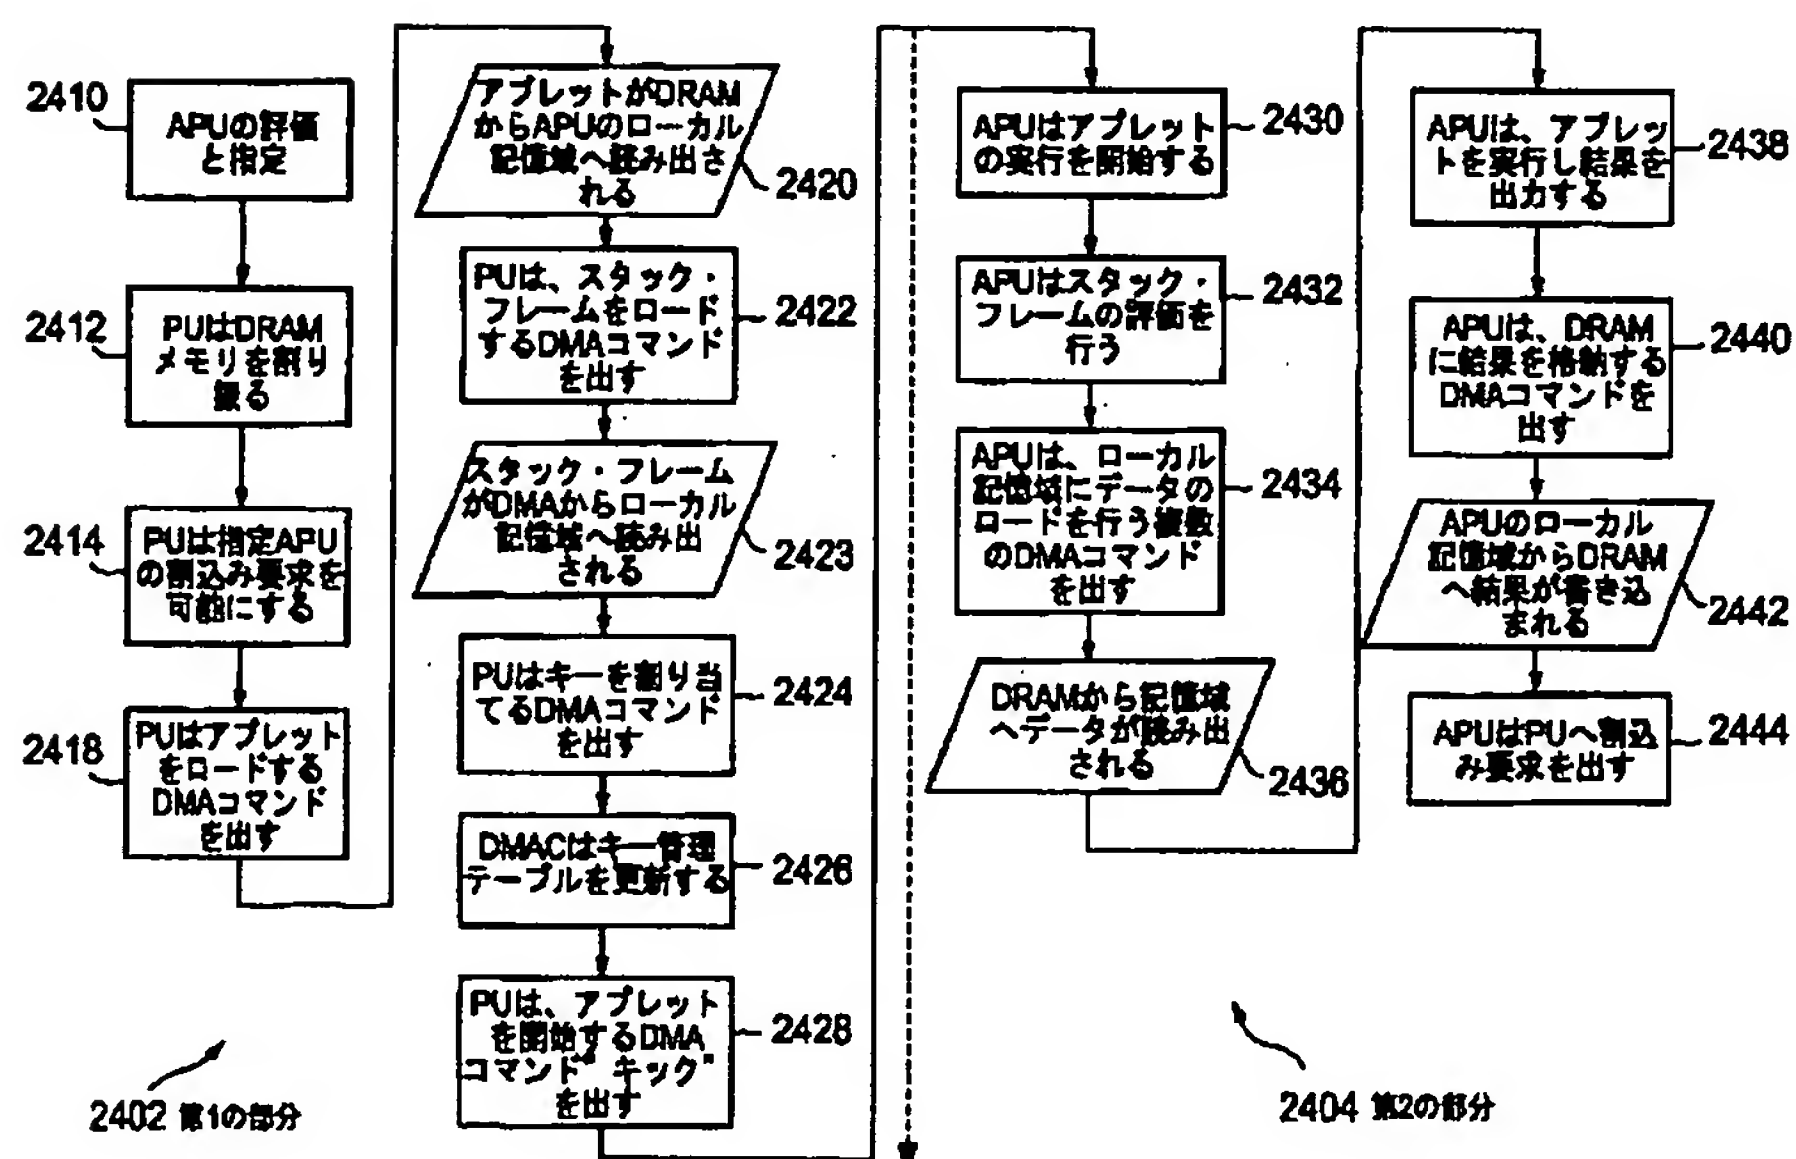 2410
APUの評価
と指定
2412
PUはDRAM
メモリを割り
振る
2414
PUは指定APU
の割込み要求を
可能にする
2418
PUはアプレット
をロードする
DMAコマンド
を出す
アプレットがDRAM
からAPUのローカル
記憶域へ読み出さ
れる
2420
PUは、スタック・
フレームをロード
するDMAコマンド
を出す
2422
スタック・フレーム
がDMAからローカル
記憶域へ読み出
される
2423
PUはキーを割り当
てるDMAコマンド
を出す
2424
DMACはキー管理
テーブルを更新する
2426
PUは、アプレット
を開始するDMA
コマンド"キック"
を出す
2428
2402 第1の部分
APUはアプレット
の実行を開始する
2430
APUはスタック・
フレームの評価を
行う
2432
APUは、ローカル
記憶域にデータの
ロードを行う複数
のDMAコマンド
を出す
2434
DRAMから記憶域
へデータが読み出
される
2436
APUは、アプレッ
トを実行し結果を
出力する
2438
APUは、DRAM
に結果を格納する
DMAコマンドを
出す
2440
APUのローカル
記憶域からDRAM
へ結果が書き込
まれる
2442
APUはPUへ割込
み要求を出す
2444
2404 第2の部分